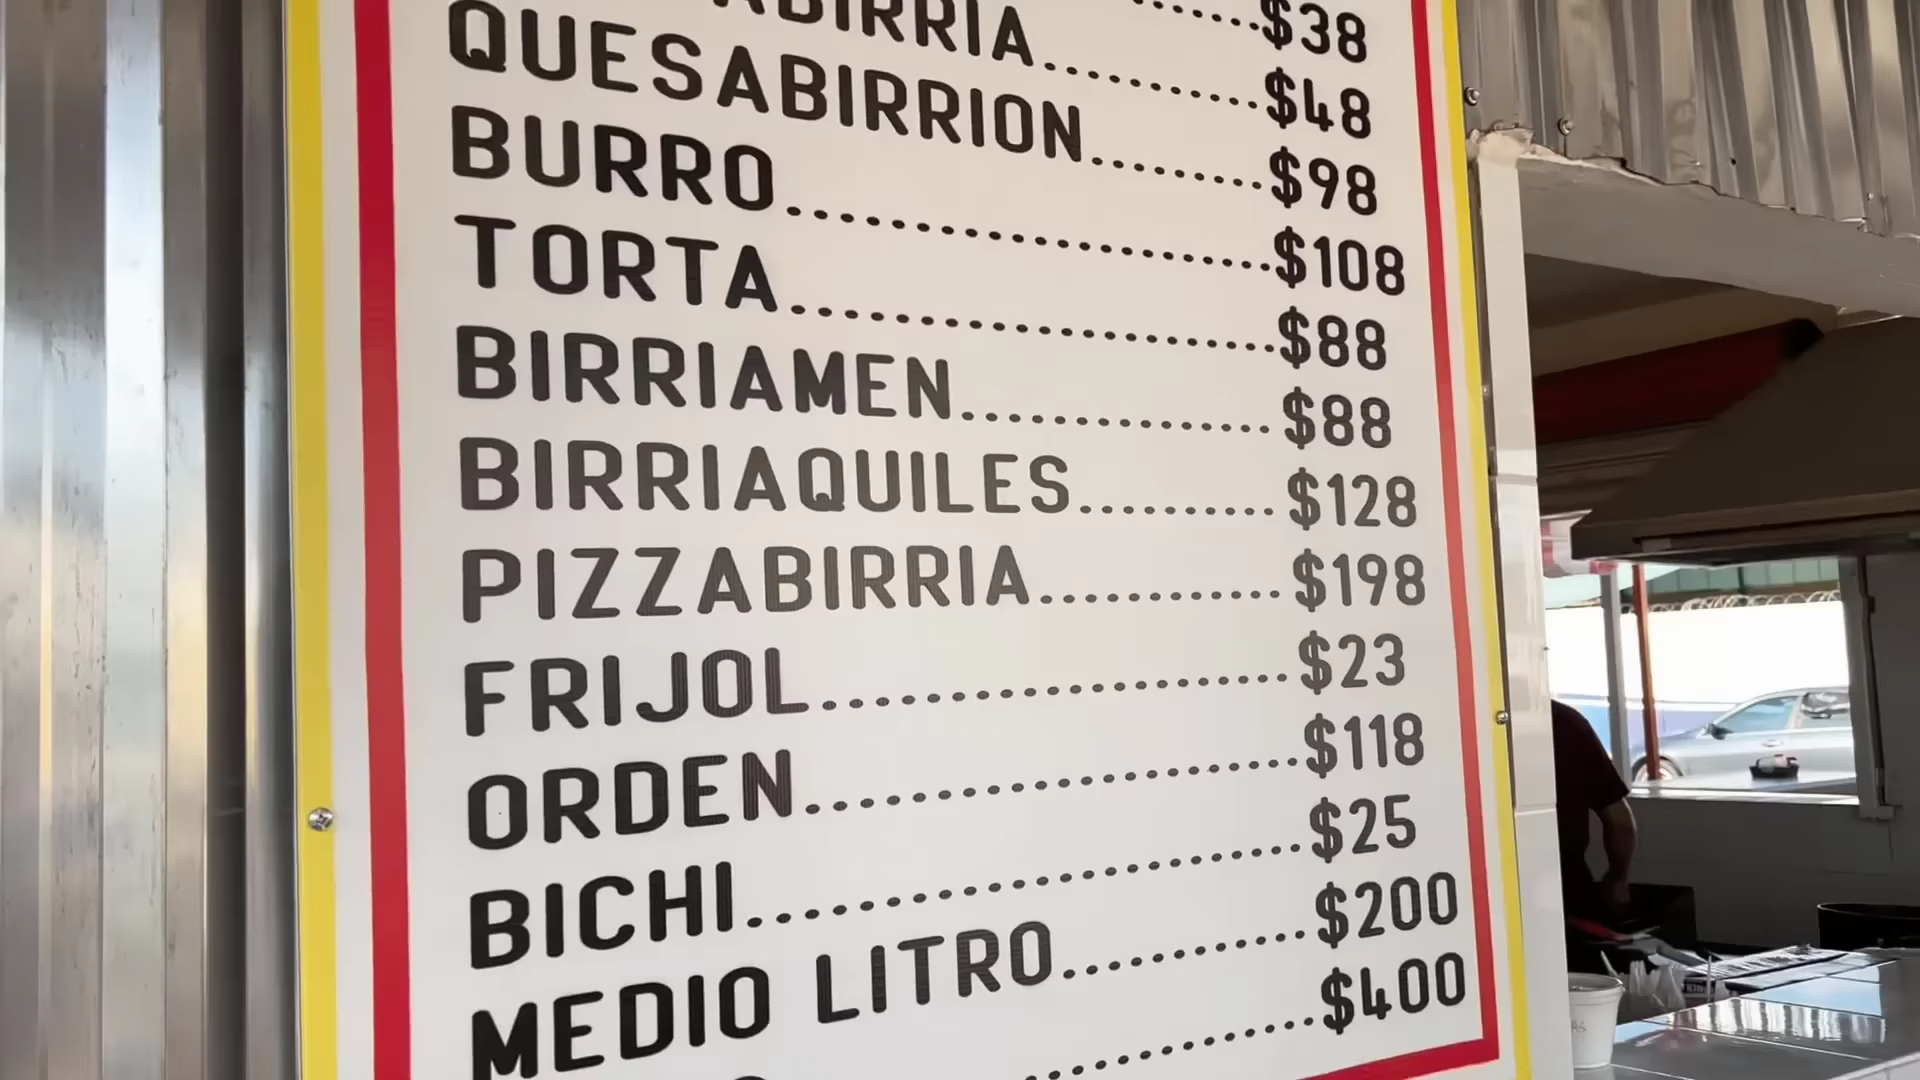 $38
ABIRRIA..........$48
QUESABIRRION.........$98
BURRO....................$108
TORTA....................$88
BIRRIAMEN.............$88
BIRRIAQUILES..........$128
PIZZABIRRIA............$198
FRIJOL...................$23
ORDEN...................$118
BICHI.....................$25
MEDIO LITRO..........$200
$400